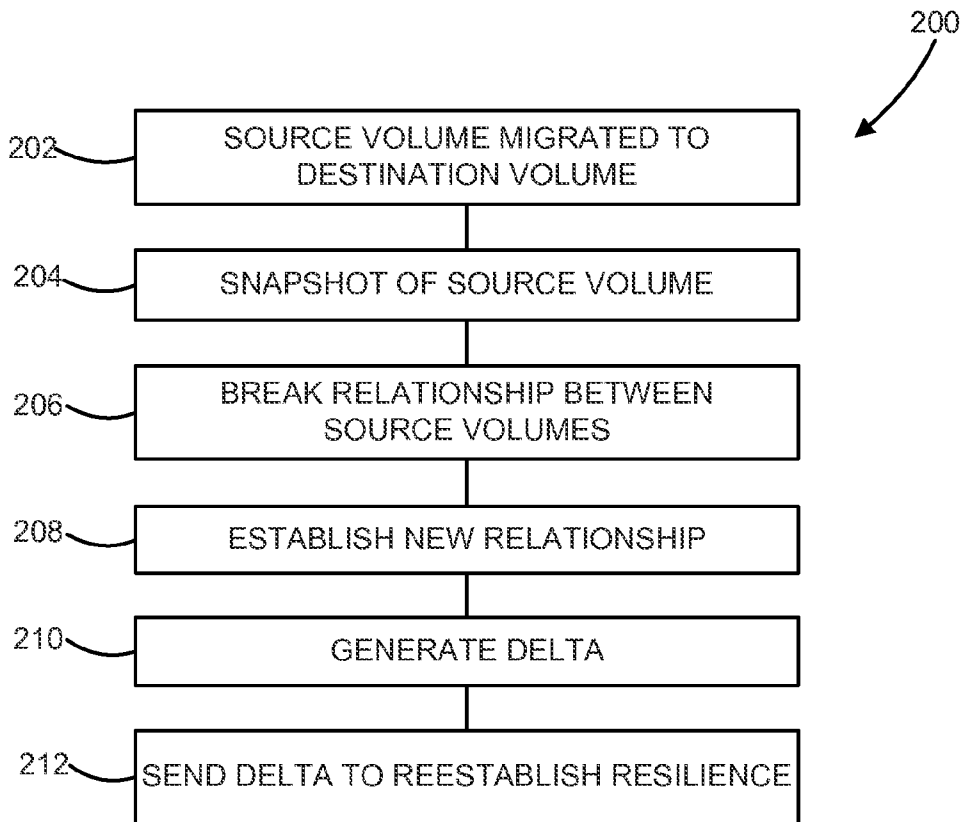 200
202
SOURCE VOLUME MIGRATED TO
DESTINATION VOLUME
204
SNAPSHOT OF SOURCE VOLUME
206
BREAK RELATIONSHIP BETWEEN
SOURCE VOLUMES
208
ESTABLISH NEW RELATIONSHIP
210
GENERATE DELTA
212
SEND DELTA TO REESTABLISH RESILIENCE